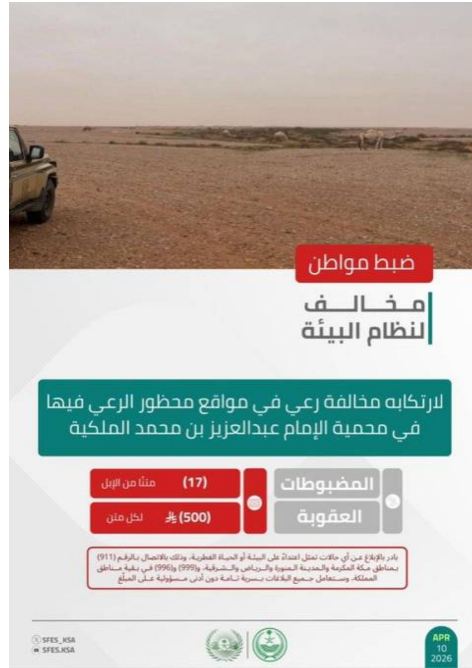 ضبط مواطن
مخالف
لنظام البيئة
لارتكابه مخالفة رعي في مواقع محظور الرعي فيها
في محمية الإمام عبدالعزيز بن محمد الملكية
المضبوطات
(17) متنًا من الإبل
العقوبة
(500) لكل متن
بادر بالإبلاغ عن أي حالات تمثل اعتداءً على البيئة أو الحياة الفطرية، وذلك بالاتصال بالرقم (911)
بمناطق مكة المكرمة والمدينة المنورة والرياض والشرقية، و(999) و(996) في بقية مناطق
المملكة، وستعامل جميع البلاغات بسرية تامة دون أدنى مسؤولية على المبلّغ
SFES_KSA
SFES.KSA
APR
10
2026